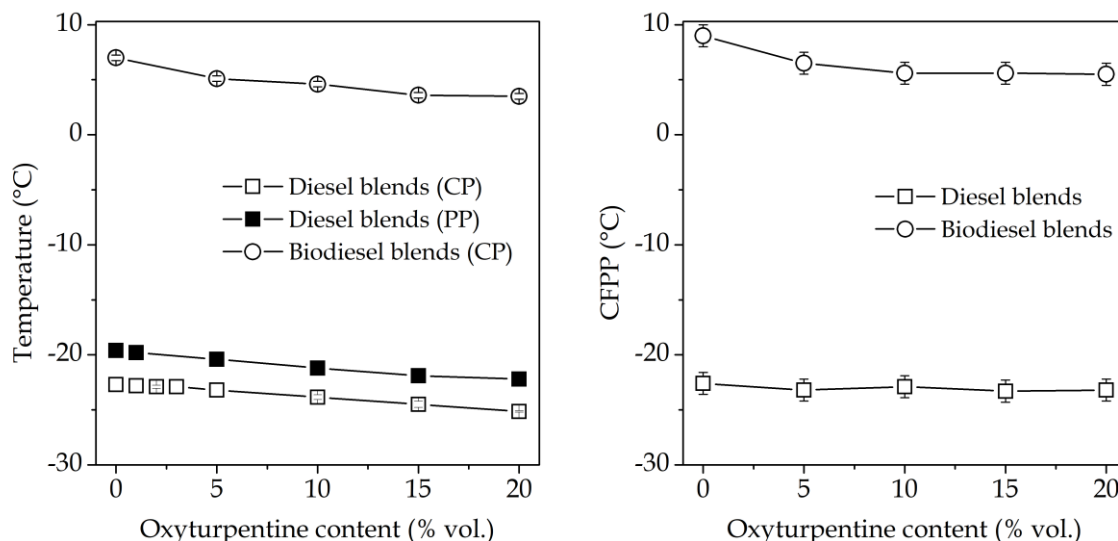 10
0
-10
-20
-30
Temperature (°C)
Diesel blends (CP)
Diesel blends (PP)
Biodiesel blends (CP)
0 5 10 15 20
Oxyturpentine content (% vol.)
10
0
-10
-20
-30
CFPP (°C)
Diesel blends
Biodiesel blends
0 5 10 15 20
Oxyturpentine content (% vol.)